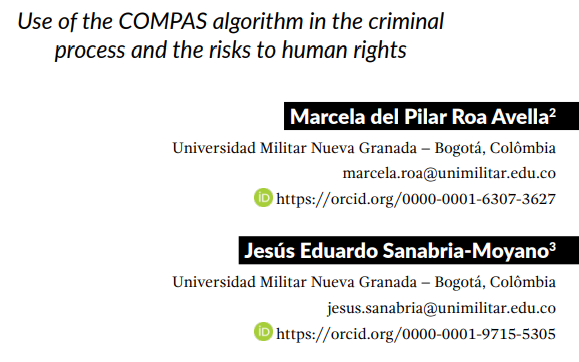 Use of the COMPAS algorithm in the criminal
process and the risks to human rights
Marcela del Pilar Roa Avella²
Universidad Militar Nueva Granada – Bogotá, Colômbia
marcela.roa@unimilitar.edu.co
iD https://orcid.org/0000-0001-6307-3627
Jesús Eduardo Sanabria-Moyano³
Universidad Militar Nueva Granada – Bogotá, Colômbia
jesus.sanabria@unimilitar.edu.co
iD https://orcid.org/0000-0001-9715-5305